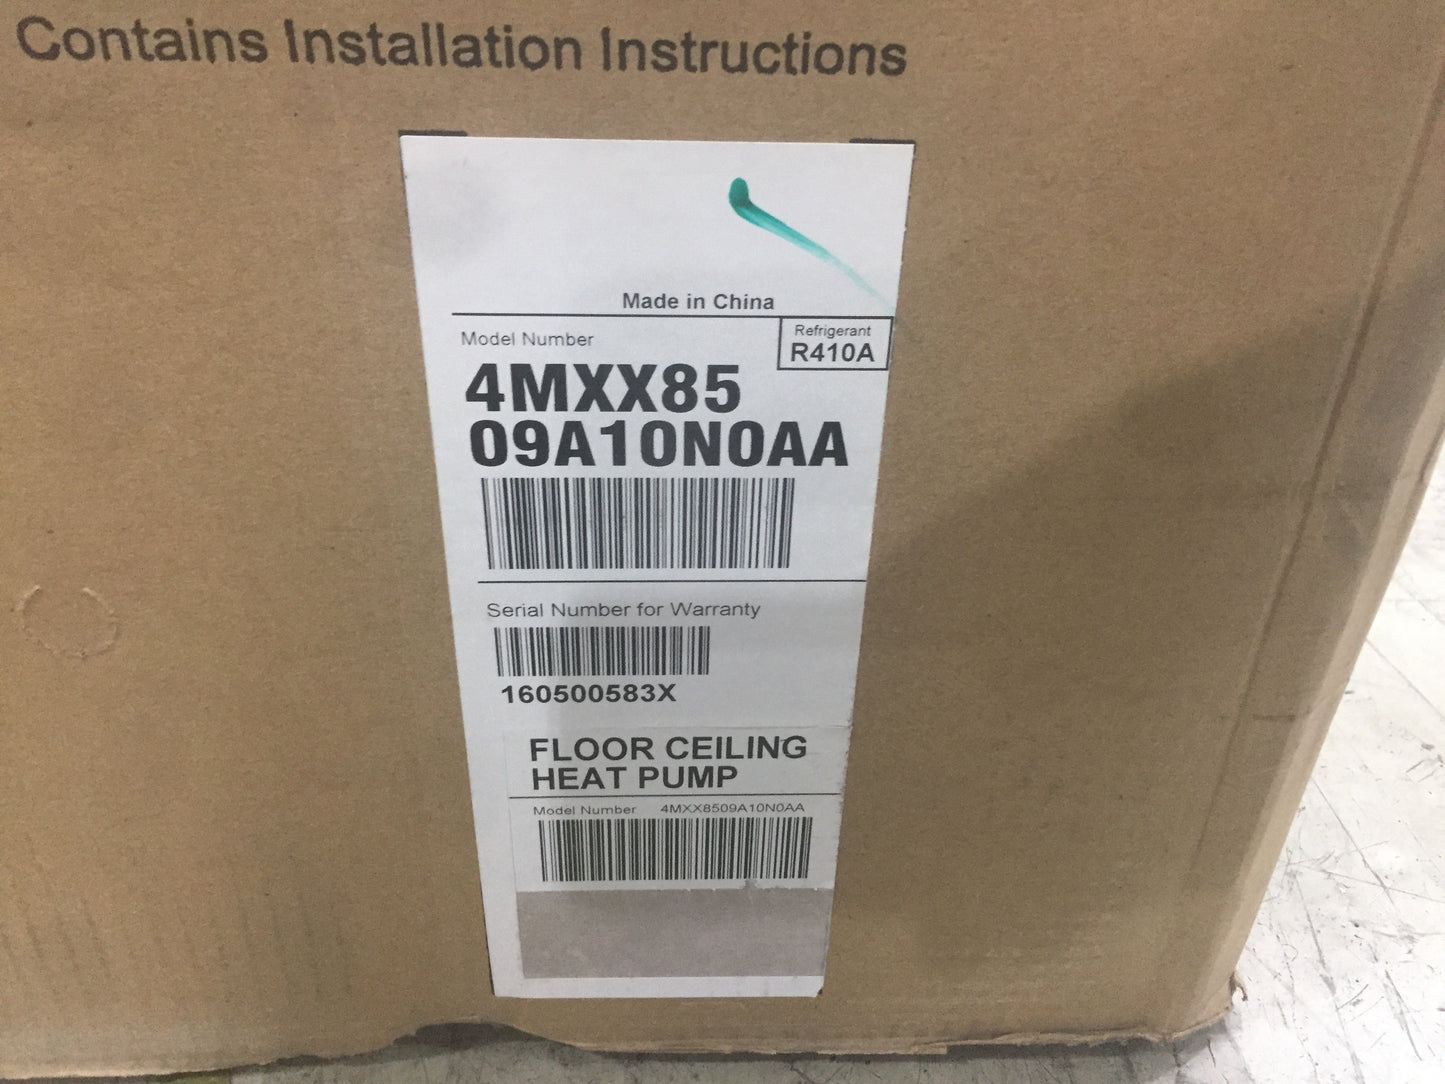 Contains Installation Instructions
Made in China
Model Number
Refrigerant
R410A
4MXX85
09A10N0AA
Serial Number for Warranty
160500583X
FLOOR CEILING
HEAT PUMP
Model Number 4MXX8509A10N0AA